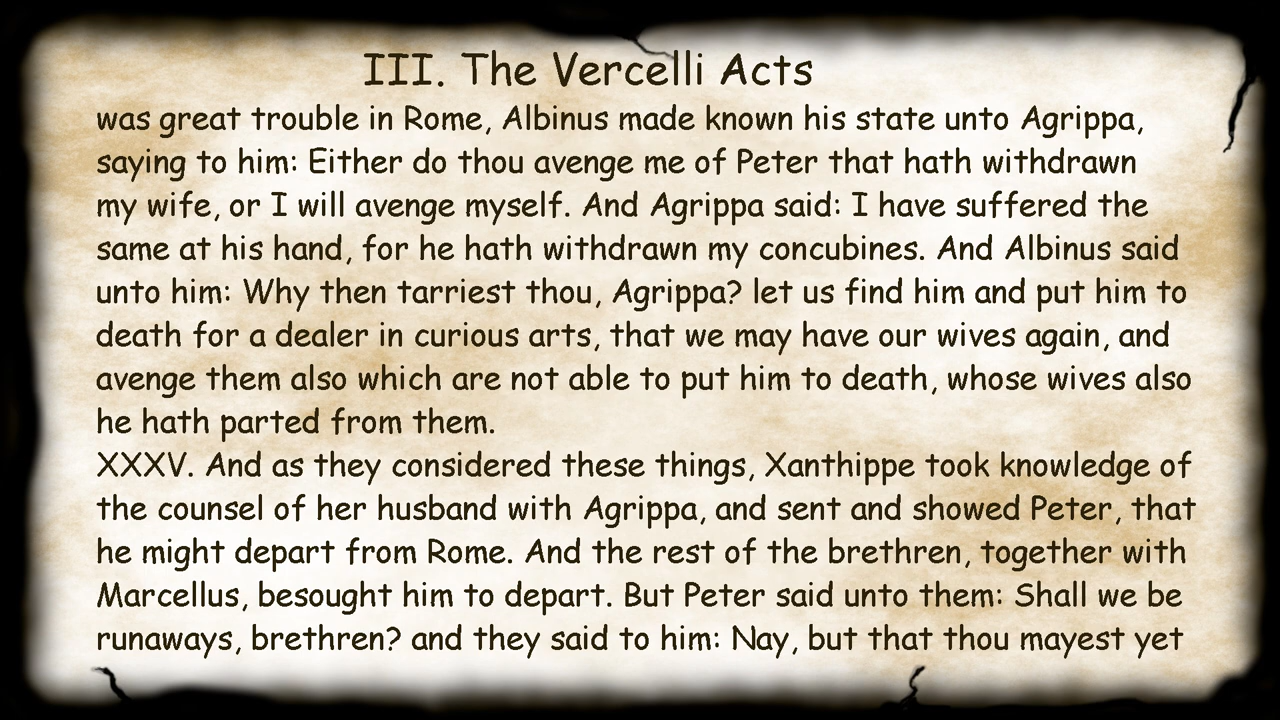 III. The Vercelli Acts
was great trouble in Rome, Albinus made known his state unto Agrippa,
saying to him: Either do thou avenge me of Peter that hath withdrawn
my wife, or I will avenge myself. And Agrippa said: I have suffered the
same at his hand, for he hath withdrawn my concubines. And Albinus said
unto him: Why then tarriest thou, Agrippa? let us find him and put him to
death for a dealer in curious arts, that we may have our wives again, and
avenge them also which are not able to put him to death, whose wives also
he hath parted from them.
XXXV. And as they considered these things, Xanthippe took knowledge of
the counsel of her husband with Agrippa, and sent and showed Peter, that
he might depart from Rome. And the rest of the brethren, together with
Marcellus, besought him to depart. But Peter said unto them: Shall we be
runaways, brethren? and they said to him: Nay, but that thou mayest yet